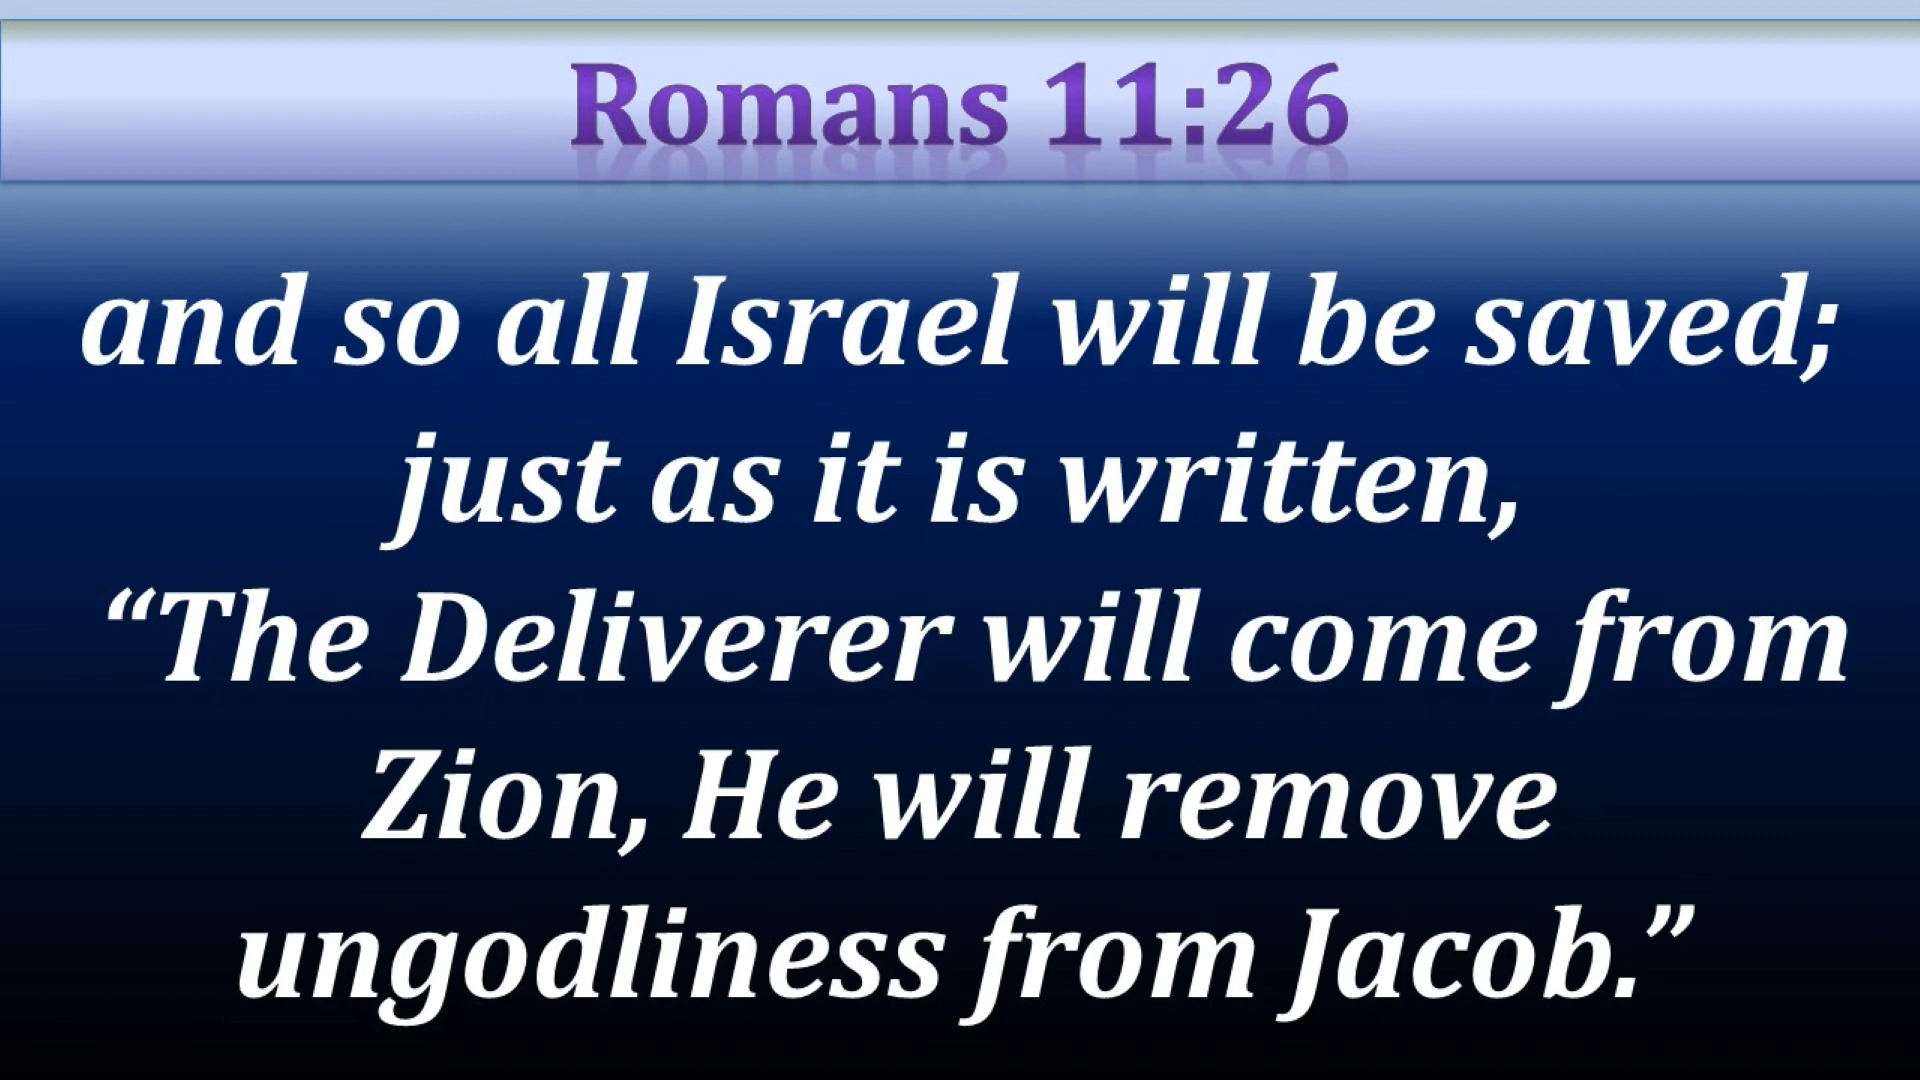 Romans 11:26
and so all Israel will be saved;
just as it is written,
“The Deliverer will come from
Zion, He will remove
ungodliness from Jacob.”